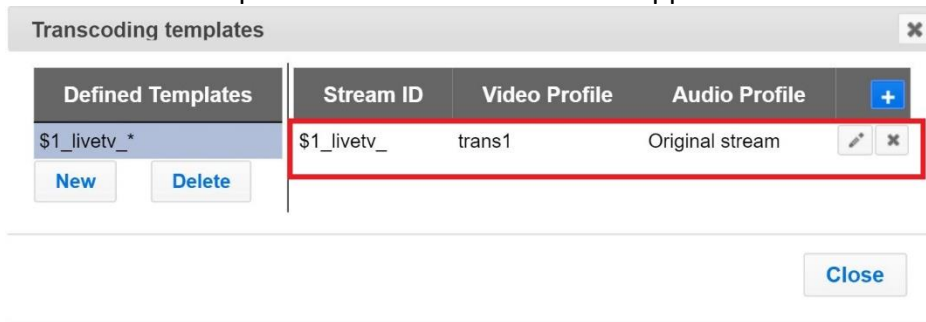 Transcoding templates
Defined Templates Stream ID Video Profile Audio Profile +
$1_livetv_* $1_livetv_ trans1 Original stream
New Delete
Close